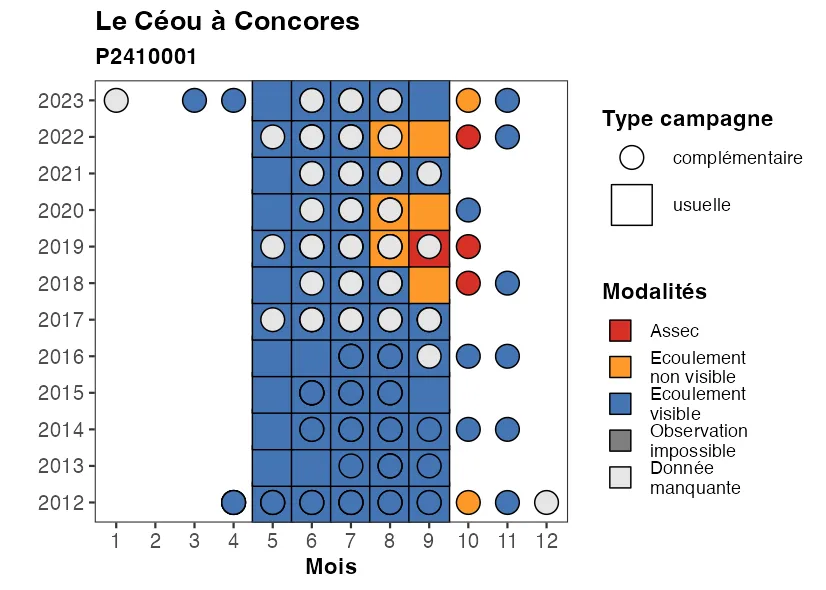 Le Céou à Concores
P2410001
2023
2022
2021
2020
2019
2018
2017
2016
2015
2014
2013
2012
1 2 3 4 5 6 7 8 9 10 11 12
Mois
Type campagne
complémentaire
usuelle
Modalités
Assec
Ecoulement
non visible
Ecoulement
visible
Observation
impossible
Donnée
manquante